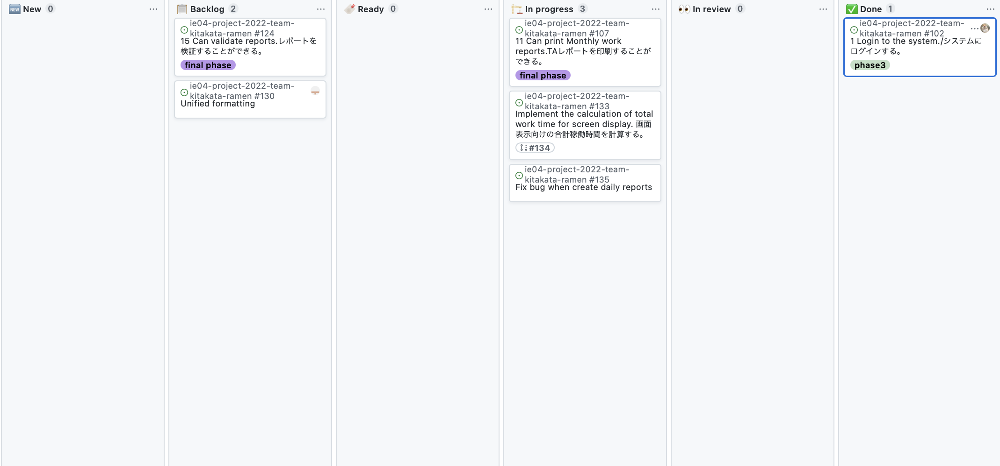 New 0
Backlog 2
ie04-project-2022-team-
kitakata-ramen #124
15 Can validate reports.レポートを
検証することができる。
final phase
ie04-project-2022-team-
kitakata-ramen #130
Unified formatting
Ready 0
In progress 3
ie04-project-2022-team-
kitakata-ramen #107
11 Can print Monthly work
reports.TAレポートを印刷することが
できる。
final phase
ie04-project-2022-team-
kitakata-ramen #133
Implement the calculation of total
work time for screen display. 画面
表示向けの合計稼働時間を計算する。
#134
ie04-project-2022-team-
kitakata-ramen #135
Fix bug when create daily reports
In review 0
Done 1
ie04-project-2022-team-
kitakata-ramen #102
1 Login to the system./システムに
ログインする。
phase3